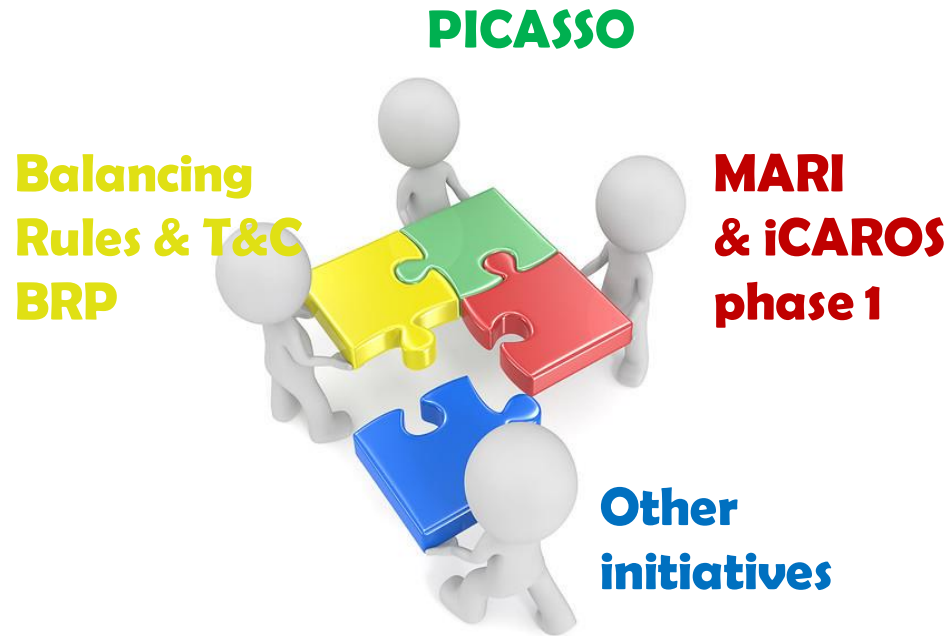 PICASSO
Balancing
Rules & T&C
BRP
MARI
& iCAROS
phase 1
Other
initiatives